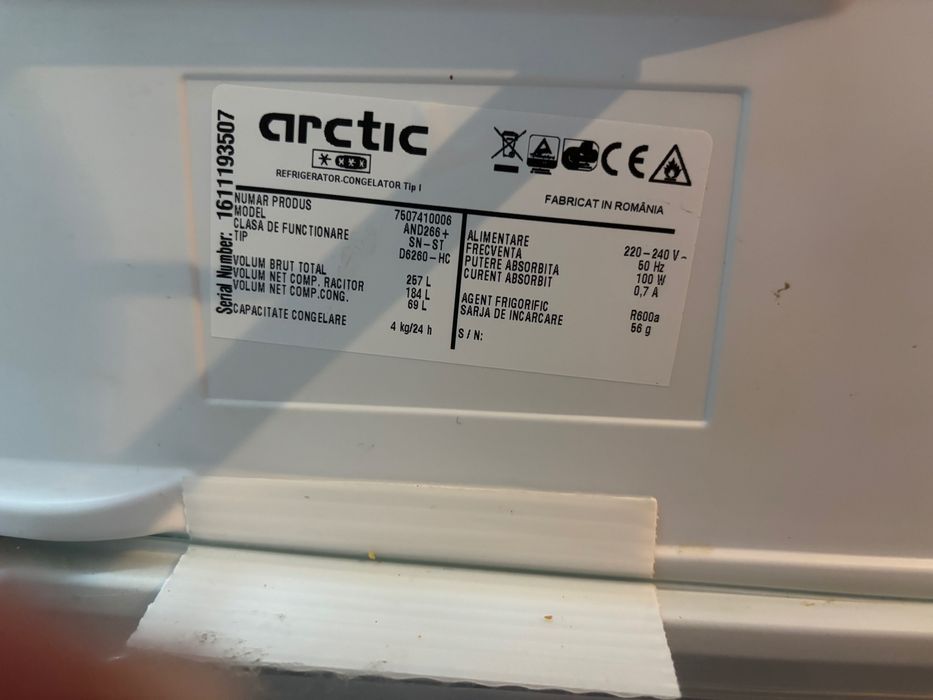 Serial Number: 1611193507
arctic
REFRIGERATOR-CONGELATOR Tip I
CE
FABRICAT IN ROMÂNIA
NUMAR PRODUS 7507410006
MODEL AND266+
CLASA DE FUNCTIONARE SN-ST
TIP D6260-HC
VOLUM BRUT TOTAL 257 L
VOLUM NET COMP. RACITOR 184 L
VOLUM NET COMP.CONG. 69 L
CAPACITATE CONGELARE 4 kg/24 h
ALIMENTARE 220-240 V~
FRECVENTA 50 Hz
PUTERE ABSORBITA 100 W
CURENT ABSORBIT 0,7 A
AGENT FRIGORIFIC R600a
SARJA DE INCARCARE 56 g
S / N: